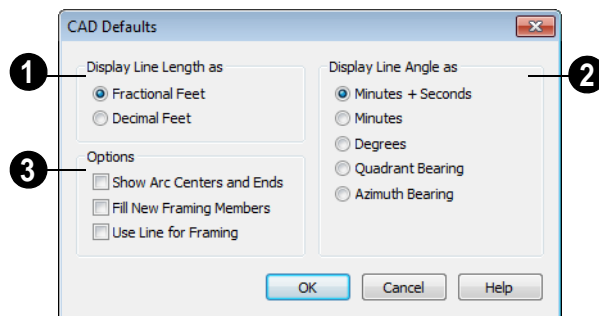 CAD Defaults
1
Display Line Length as
Fractional Feet
Decimal Feet
2
Display Line Angle as
Minutes + Seconds
Minutes
Degrees
Quadrant Bearing
Azimuth Bearing
3
Options
Show Arc Centers and Ends
Fill New Framing Members
Use Line for Framing
OK
Cancel
Help